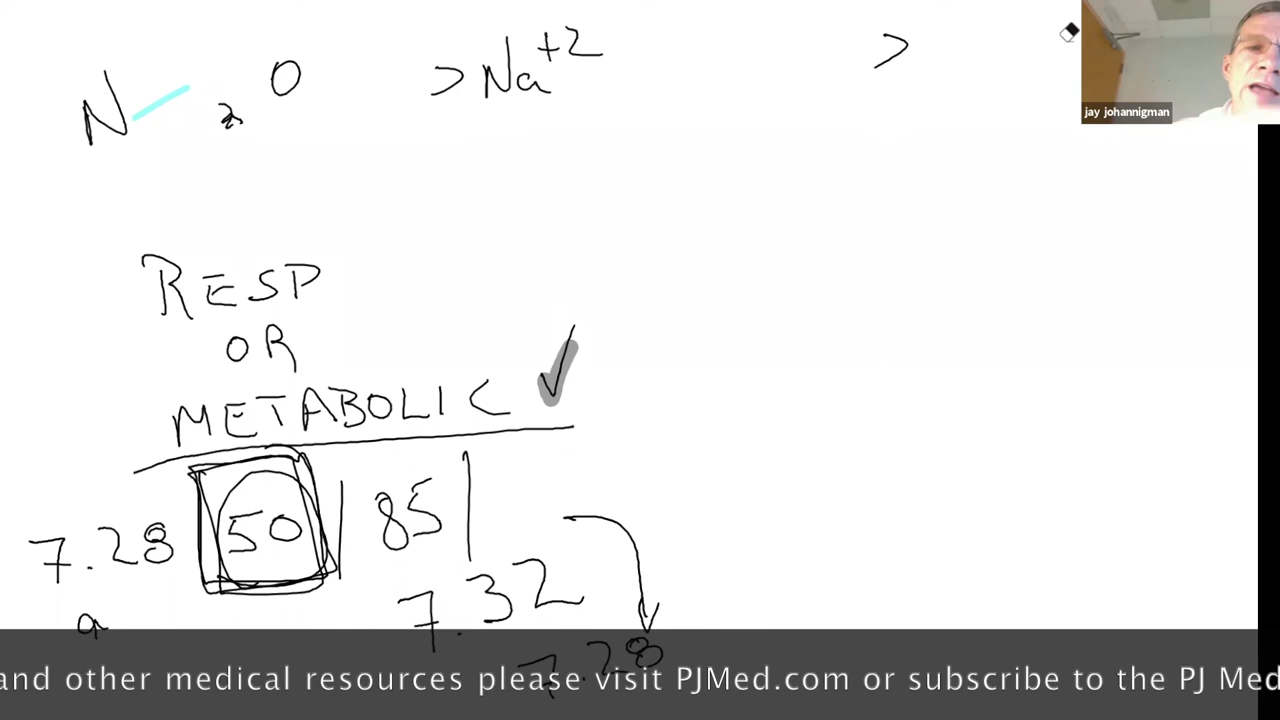 N 2 O > Na+2 >
jay johannigman
RESP
OR
METABOLIC ✓
7.28 50 | 85 |
a 7.32
7.28
and other medical resources please visit PJMed.com or subscribe to the PJ Med